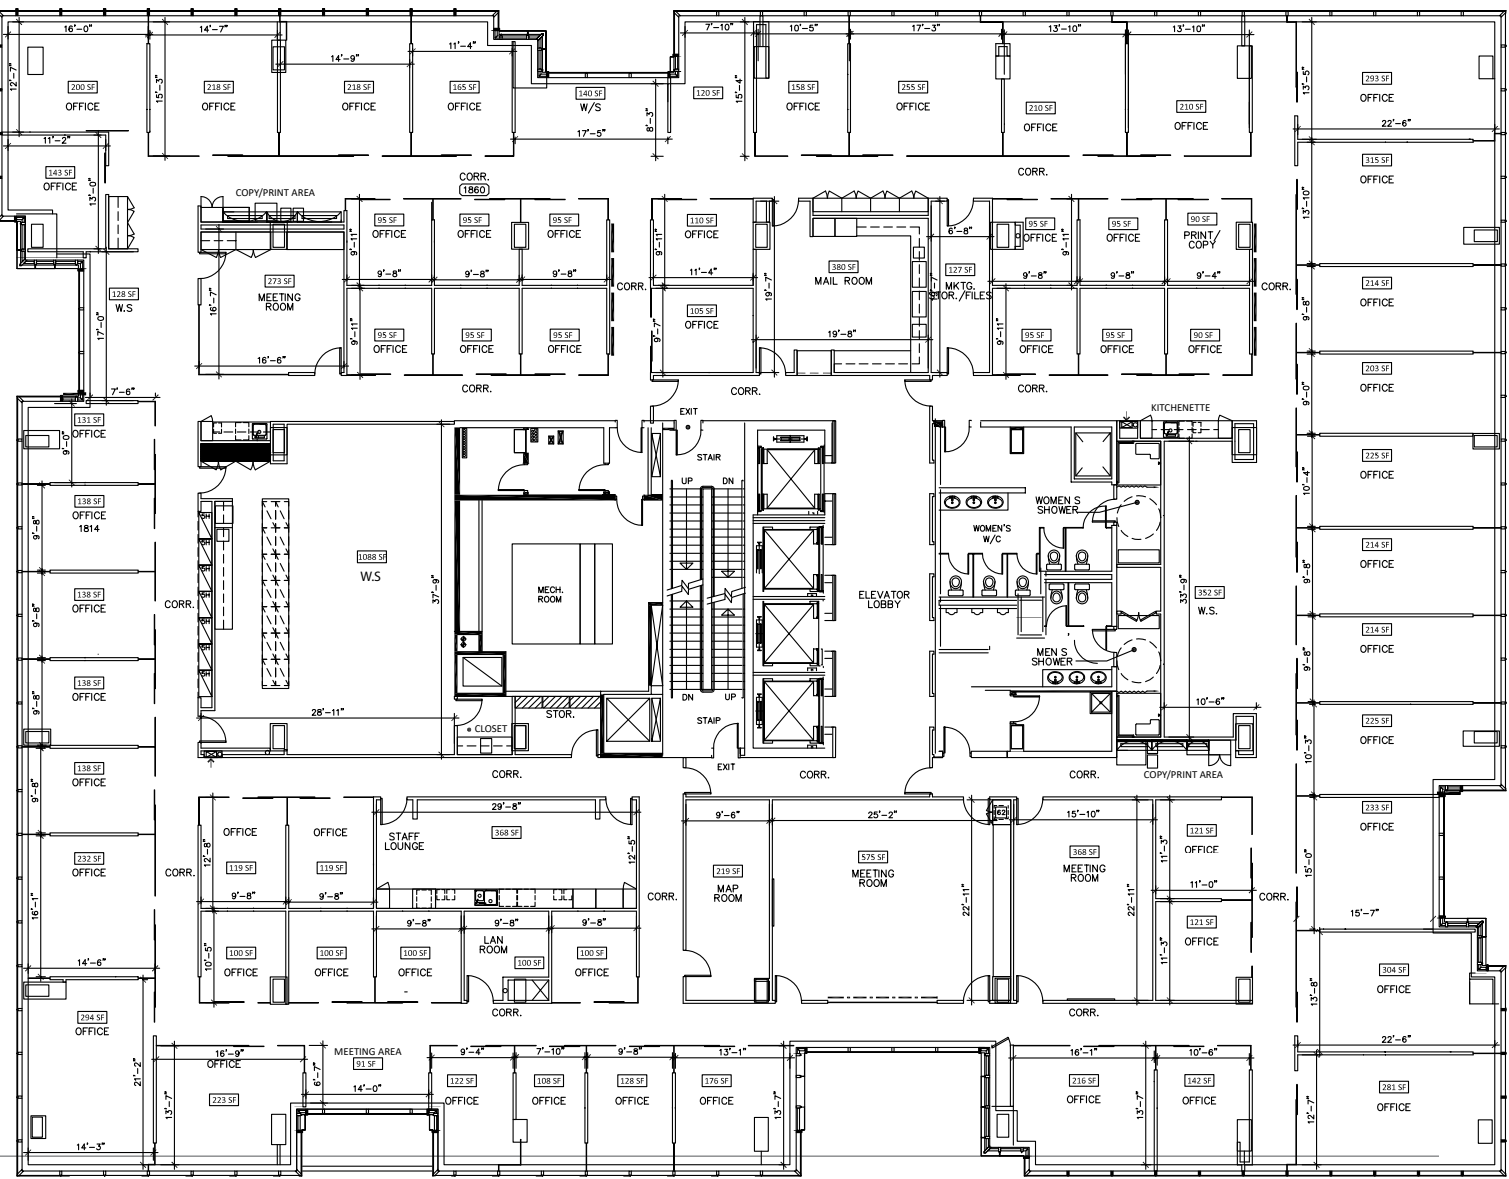 16'-0"
14'-7"
14'-9"
11'-4"
7'-10"
10'-5"
17'-3"
13'-10"
13'-10"
12'-7"
200 SF
OFFICE
15'-3"
218 SF
OFFICE
218 SF
OFFICE
165 SF
OFFICE
140 SF
W/S
17'-5"
8'-3"
120 SF
15'-4"
158 SF
OFFICE
255 SF
OFFICE
210 SF
OFFICE
210 SF
OFFICE
13'-5"
293 SF
OFFICE
22'-6"
11'-2"
143 SF
OFFICE
13'-0"
CORR.
1860
CORR.
315 SF
OFFICE
13'-10"
COPY/PRINT AREA
128 SF
W.S
17'-0"
7'-6"
273 SF
MEETING
ROOM
16'-7"
16'-6"
9'-11"
95 SF
OFFICE
95 SF
OFFICE
95 SF
OFFICE
9'-8"
9'-8"
9'-8"
9'-11"
95 SF
OFFICE
95 SF
OFFICE
95 SF
OFFICE
CORR.
CORR.
9'-11"
110 SF
OFFICE
11'-4"
9'-7"
105 SF
OFFICE
380 SF
MAIL ROOM
19'-7"
19'-8"
CORR.
6'-8"
127 SF
MKTG.
STOR./FILES
95 SF
OFFICE
9'-11"
95 SF
OFFICE
90 SF
PRINT/
COPY
9'-8"
9'-8"
9'-4"
9'-11"
95 SF
OFFICE
95 SF
OFFICE
90 SF
OFFICE
CORR.
CORR.
214 SF
OFFICE
9'-8"
203 SF
OFFICE
9'-0"
225 SF
OFFICE
10'-4"
214 SF
OFFICE
9'-8"
214 SF
OFFICE
9'-8"
225 SF
OFFICE
10'-3"
233 SF
OFFICE
15'-0"
15'-7"
131 SF
OFFICE
9'-0"
138 SF
OFFICE
1814
9'-8"
138 SF
OFFICE
9'-8"
138 SF
OFFICE
9'-8"
138 SF
OFFICE
9'-8"
232 SF
OFFICE
16'-1"
14'-6"
CORR.
1088 SF
W.S
37'-9"
28'-11"
MECH.
ROOM
STOR.
CLOSET
EXIT
STAIR
UP
DN
N
N
DN
UP
STAIP
EXIT
ELEVATOR
LOBBY
WOMEN'S
W/C
WOMEN S
SHOWER
MEN S
SHOWER
KITCHENETTE
352 SF
W.S.
33'-9"
10'-6"
COPY/PRINT AREA
CORR.
CORR.
CORR.
OFFICE
119 SF
12'-8"
9'-8"
OFFICE
119 SF
9'-8"
29'-8"
STAFF
LOUNGE
368 SF
12'-5"
CORR.
CORR.
10'-5"
100 SF
OFFICE
100 SF
OFFICE
9'-8"
100 SF
OFFICE
9'-8"
LAN
ROOM
100 SF
9'-8"
100 SF
OFFICE
CORR.
9'-6"
219 SF
MAP
ROOM
25'-2"
575 SF
MEETING
ROOM
22'-11"
15'-10"
368 SF
MEETING
ROOM
22'-11"
121 SF
OFFICE
11'-3"
11'-0"
121 SF
OFFICE
11'-3"
CORR.
CORR.
304 SF
OFFICE
13'-8"
22'-6"
281 SF
OFFICE
12'-7"
294 SF
OFFICE
21'-2"
14'-3"
16'-9"
OFFICE
223 SF
13'-7"
MEETING AREA
91 SF
6'-7"
14'-0"
9'-4"
122 SF
OFFICE
7'-10"
108 SF
OFFICE
9'-8"
128 SF
OFFICE
13'-1"
176 SF
OFFICE
13'-7"
16'-1"
216 SF
OFFICE
13'-7"
10'-6"
142 SF
OFFICE
13'-7"